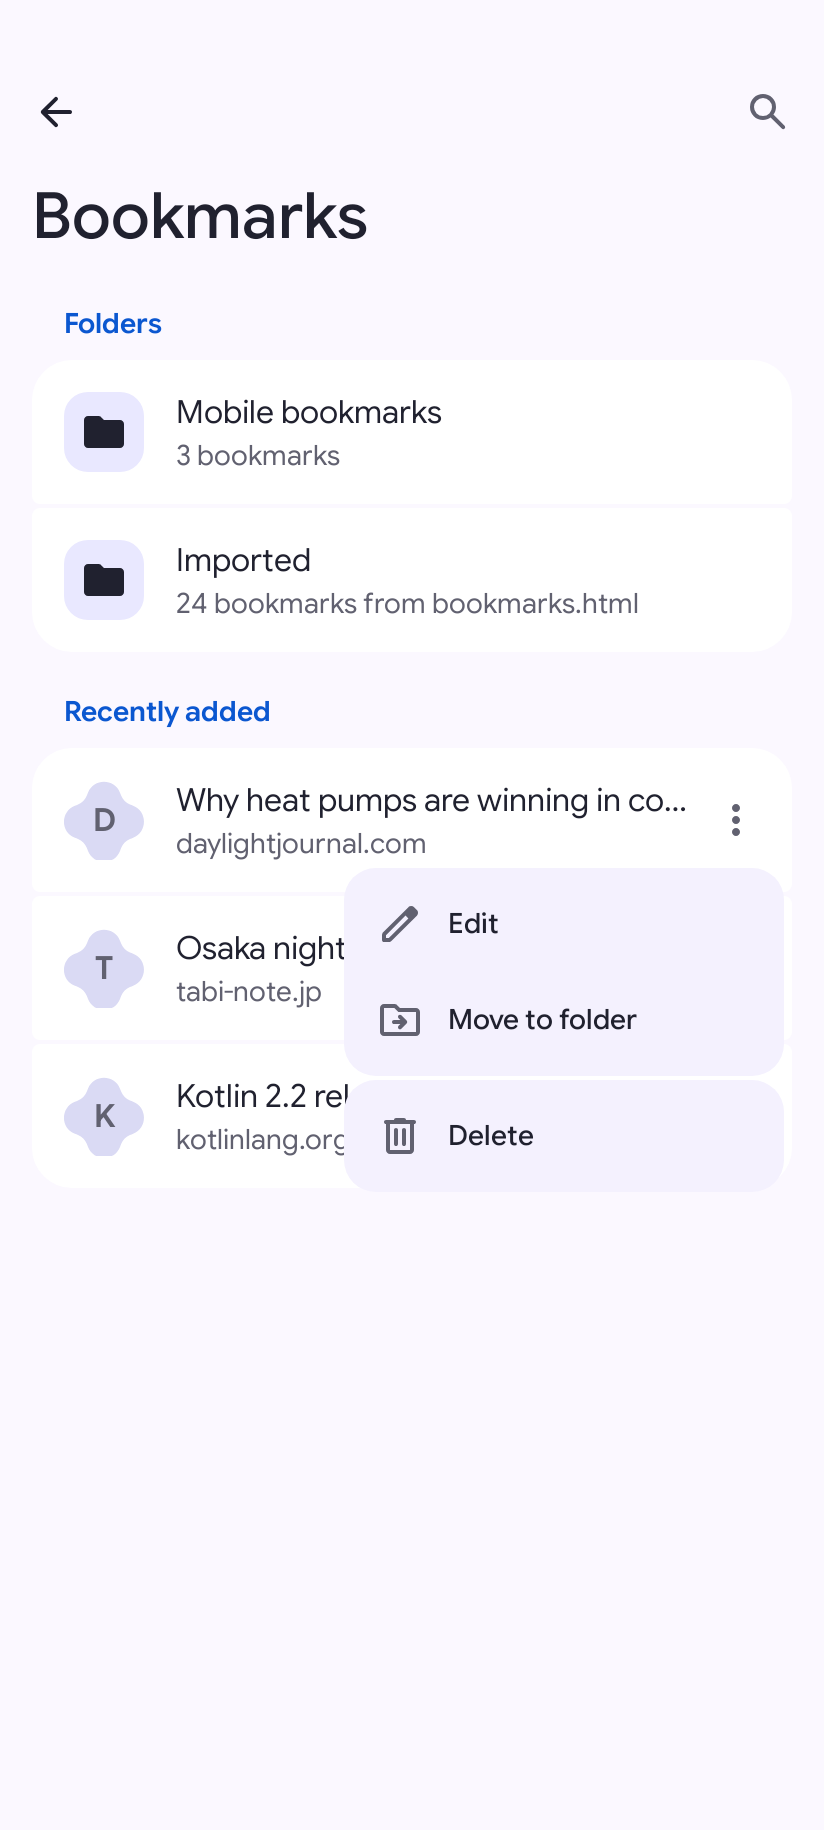 Bookmarks
Folders
Mobile bookmarks
3 bookmarks
Imported
24 bookmarks from bookmarks.html
Recently added
D
Why heat pumps are winning in co...
daylightjournal.com
Edit
T
Osaka night
tabi-note.jp
Move to folder
K
Kotlin 2.2
kotlinlang.org
Delete